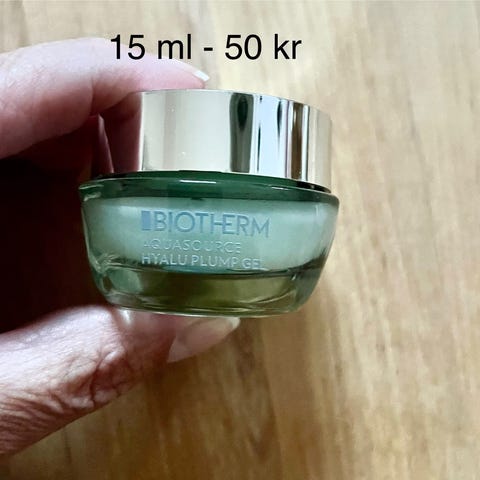 15 ml - 50 kr
BIOTHERM
AQUASOURCE
HYALU PLUMP GEL